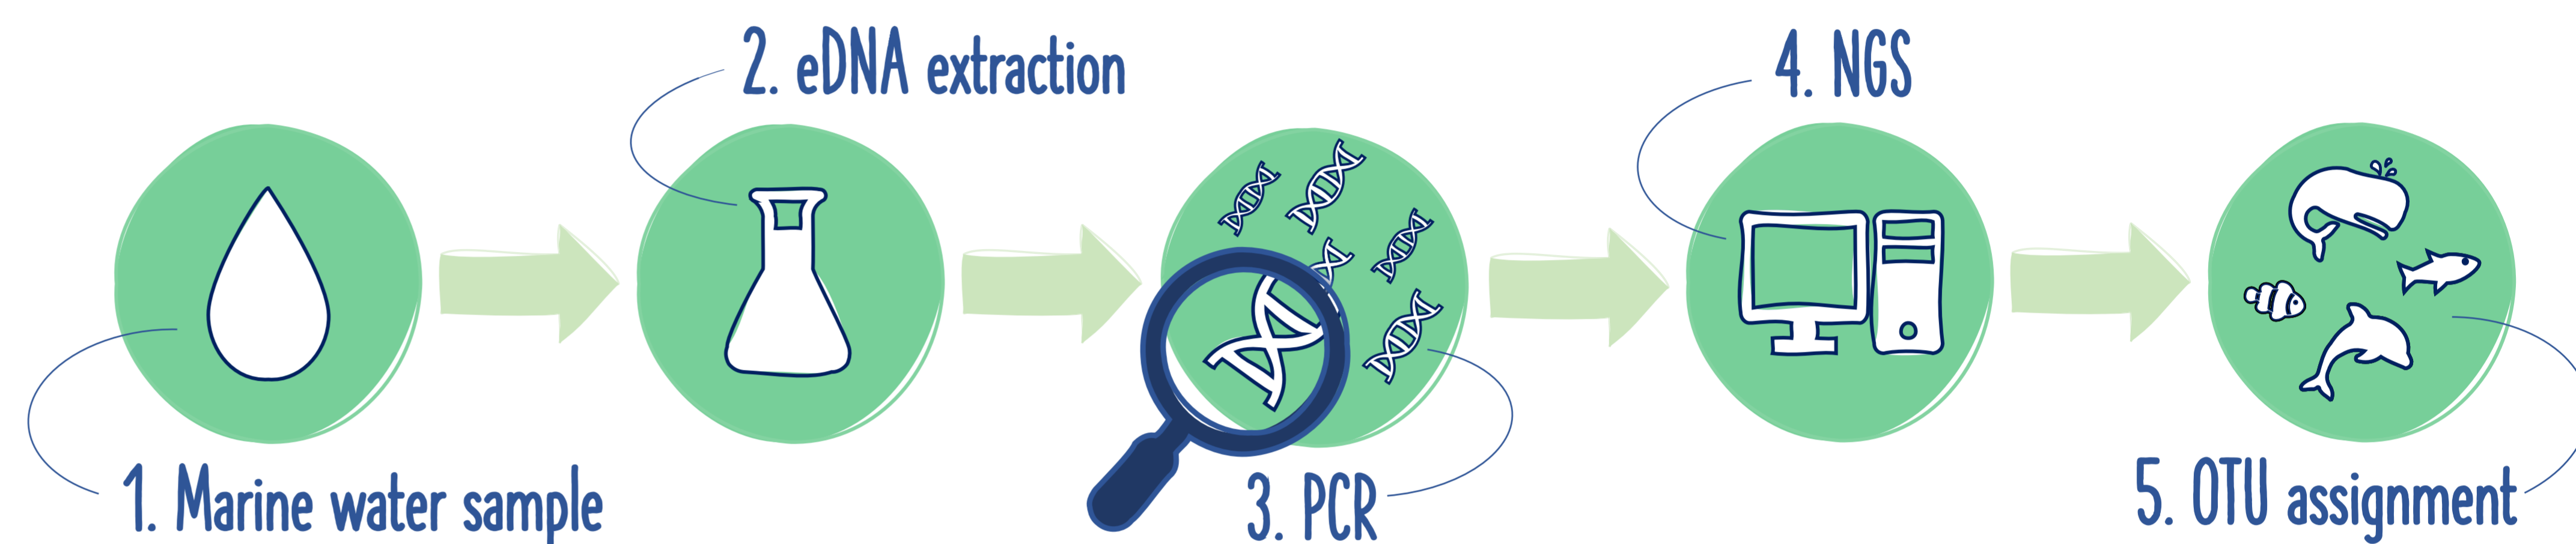 1. Marine water sample
2. eDNA extraction
3. PCR
4. NGS
5. OTU assignment